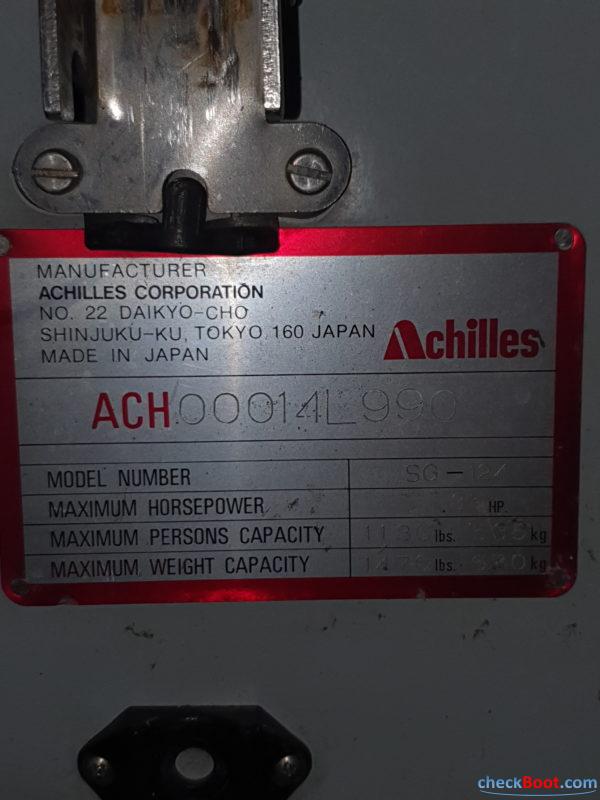 MANUFACTURER
ACHILLES CORPORATION
NO. 22 DAIKYO-CHO
SHINJUKU-KU, TOKYO, 160 JAPAN
MADE IN JAPAN
Achilles
ACH00014L990
MODEL NUMBER
MAXIMUM HORSEPOWER HP.
MAXIMUM PERSONS CAPACITY lbs. kg
MAXIMUM WEIGHT CAPACITY lbs. kg
checkBoot.com